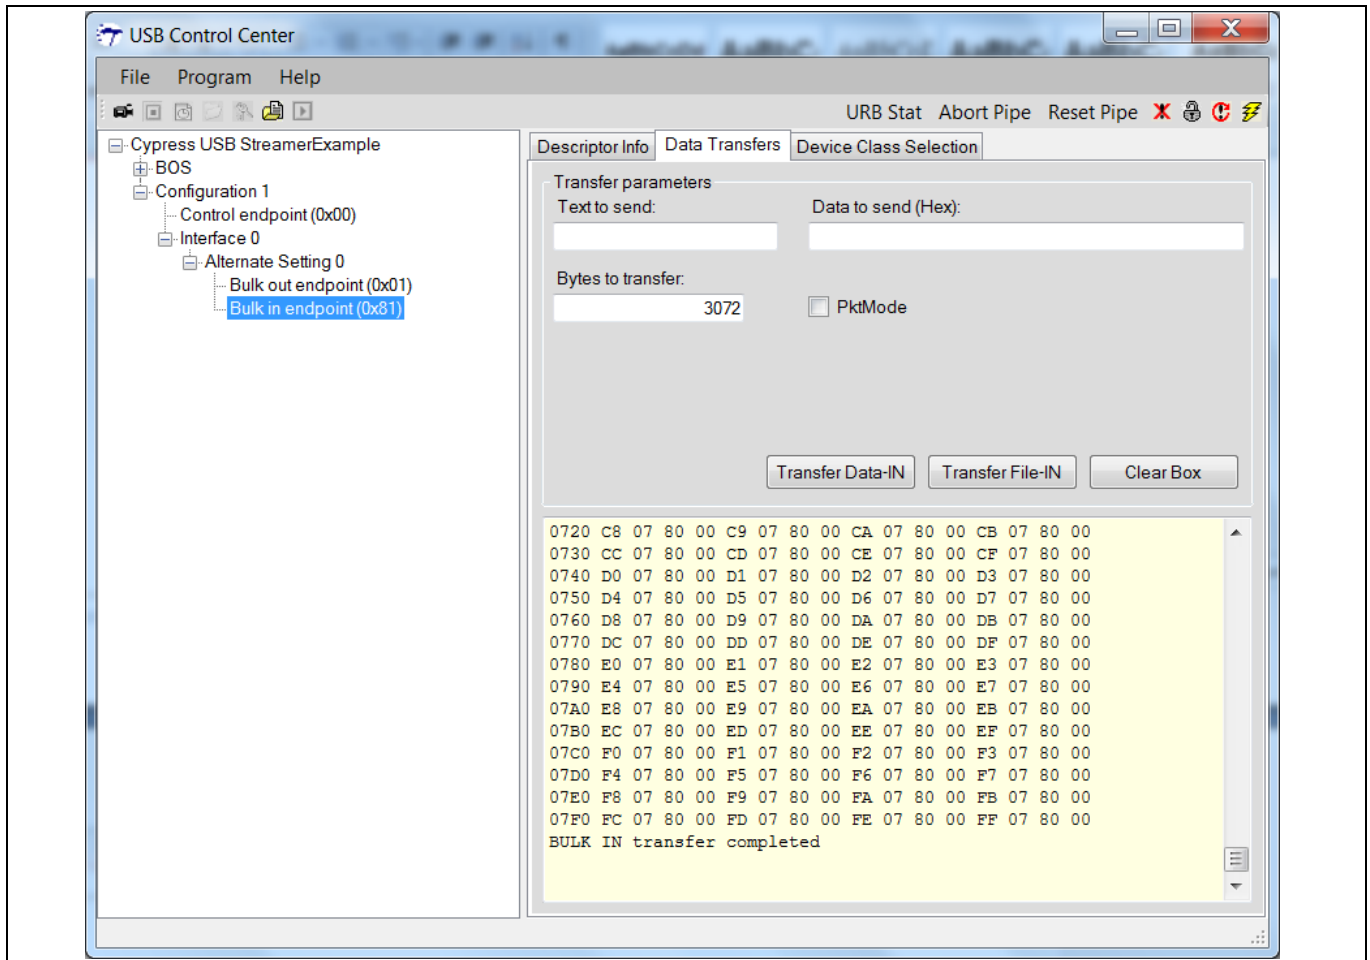 USB Control Center
File Program Help
URB Stat Abort Pipe Reset Pipe
Cypress USB StreamerExample
BOS
Configuration 1
Control endpoint (0x00)
Interface 0
Alternate Setting 0
Bulk out endpoint (0x01)
Bulk in endpoint (0x81)
Descriptor Info Data Transfers Device Class Selection
Transfer parameters
Text to send: Data to send (Hex):
Bytes to transfer:
3072 PktMode
Transfer Data-IN Transfer File-IN Clear Box
0720 C8 07 80 00 C9 07 80 00 CA 07 80 00 CB 07 80 00
0730 CC 07 80 00 CD 07 80 00 CE 07 80 00 CF 07 80 00
0740 D0 07 80 00 D1 07 80 00 D2 07 80 00 D3 07 80 00
0750 D4 07 80 00 D5 07 80 00 D6 07 80 00 D7 07 80 00
0760 D8 07 80 00 D9 07 80 00 DA 07 80 00 DB 07 80 00
0770 DC 07 80 00 DD 07 80 00 DE 07 80 00 DF 07 80 00
0780 E0 07 80 00 E1 07 80 00 E2 07 80 00 E3 07 80 00
0790 E4 07 80 00 E5 07 80 00 E6 07 80 00 E7 07 80 00
07A0 E8 07 80 00 E9 07 80 00 EA 07 80 00 EB 07 80 00
07B0 EC 07 80 00 ED 07 80 00 EE 07 80 00 EF 07 80 00
07C0 F0 07 80 00 F1 07 80 00 F2 07 80 00 F3 07 80 00
07D0 F4 07 80 00 F5 07 80 00 F6 07 80 00 F7 07 80 00
07E0 F8 07 80 00 F9 07 80 00 FA 07 80 00 FB 07 80 00
07F0 FC 07 80 00 FD 07 80 00 FE 07 80 00 FF 07 80 00
BULK IN transfer completed